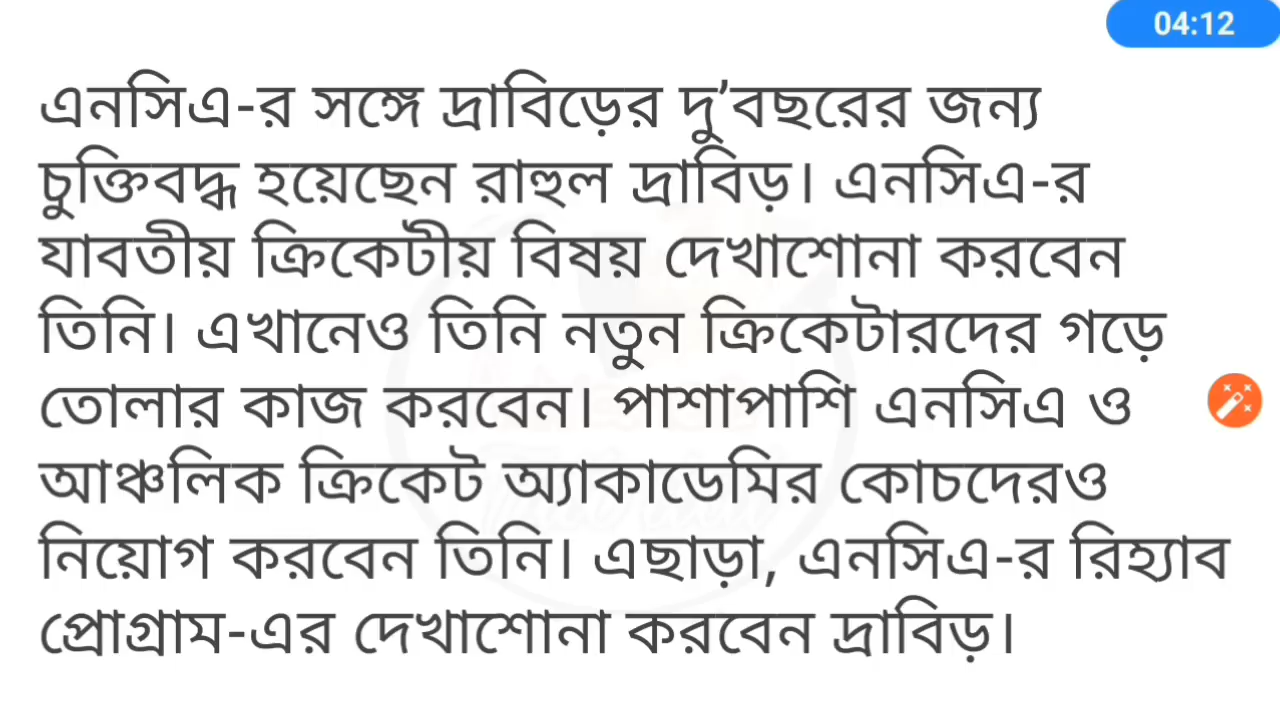 04:12
এনসিএ-র সঙ্গে দ্রাবিড়ের দু’বছরের জন্য
চুক্তিবদ্ধ হয়েছেন রাহুল দ্রাবিড়। এনসিএ-র
যাবতীয় ক্রিকেটীয় বিষয় দেখাশোনা করবেন
তিনি। এখানেও তিনি নতুন ক্রিকেটারদের গড়ে
তোলার কাজ করবেন। পাশাপাশি এনসিএ ও
আঞ্চলিক ক্রিকেট অ্যাকাডেমির কোচদেরও
নিয়োগ করবেন তিনি। এছাড়া, এনসিএ-র রিহ্যাব
প্রোগ্রাম-এর দেখাশোনা করবেন দ্রাবিড়।